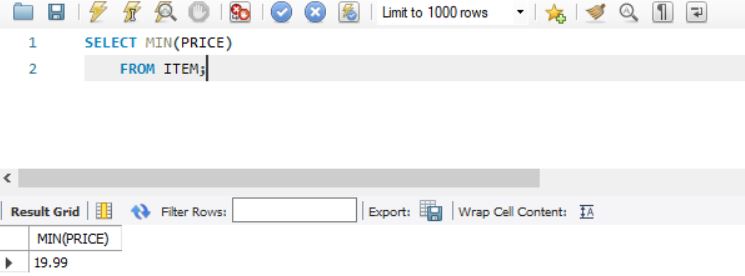 Limit to 1000 rows
1 SELECT MIN(PRICE)
2 FROM ITEM;
Result Grid Filter Rows: Export: Wrap Cell Content: IA
MIN(PRICE)
19.99